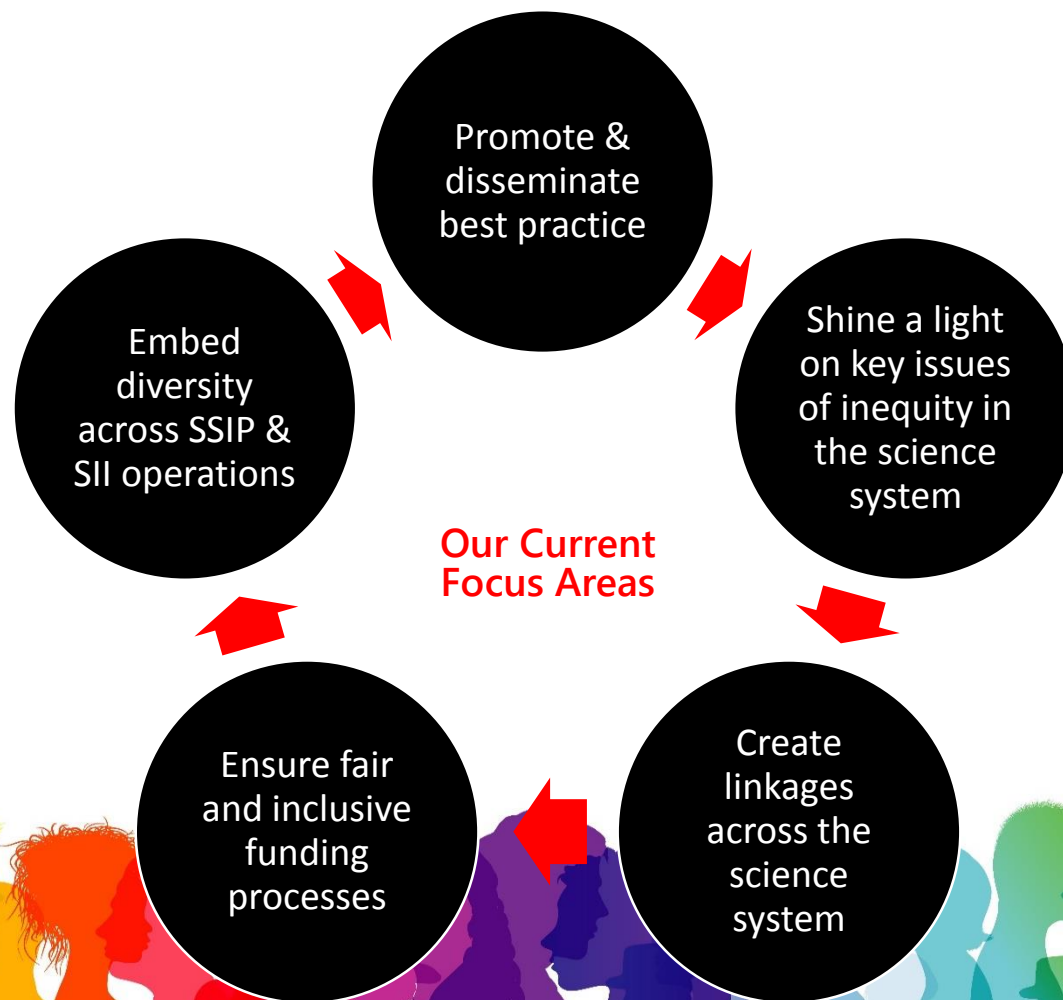 Promote &
disseminate
best practice
Shine a light
on key issues
of inequity in
the science
system
Create
linkages
across the
science
system
Ensure fair
and inclusive
funding
processes
Embed
diversity
across SSIP &
SII operations
Our Current
Focus Areas